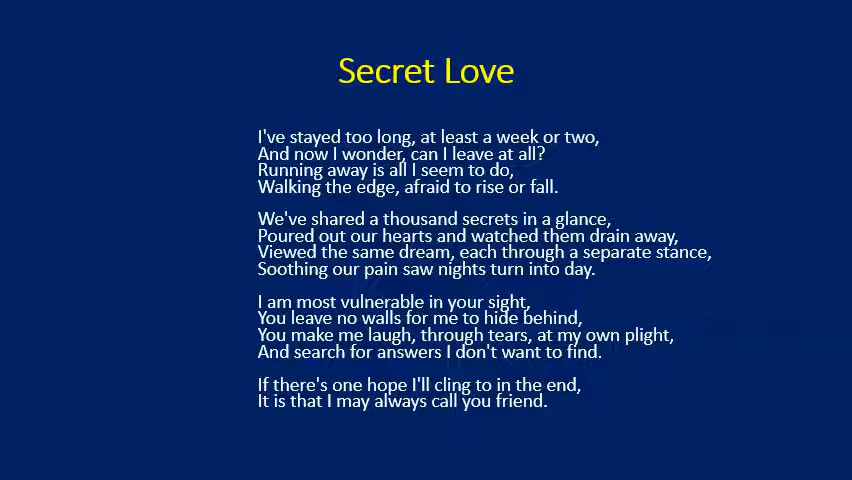 Secret Love
I've stayed too long, at least a week or two,
And now I wonder, can I leave at all?
Running away is all I seem to do,
Walking the edge, afraid to rise or fall.
We've shared a thousand secrets in a glance,
Poured out our hearts and watched them drain away,
Viewed the same dream, each through a separate stance,
Soothing our pain saw nights turn into day.
I am most vulnerable in your sight,
You leave no walls for me to hide behind,
You make me laugh, through tears, at my own plight,
And search for answers I don't want to find.
If there's one hope I'll cling to in the end,
It is that I may always call you friend.